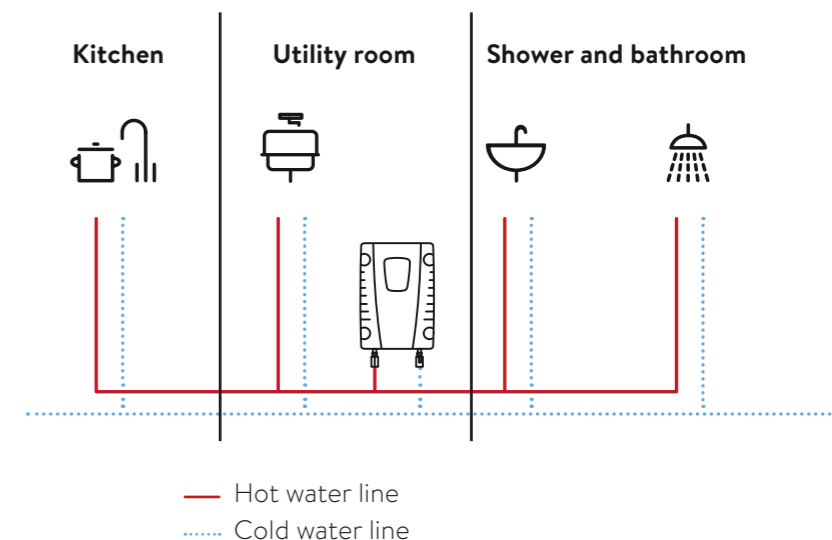 Kitchen
Utility room
Shower and bathroom
Hot water line
Cold water line